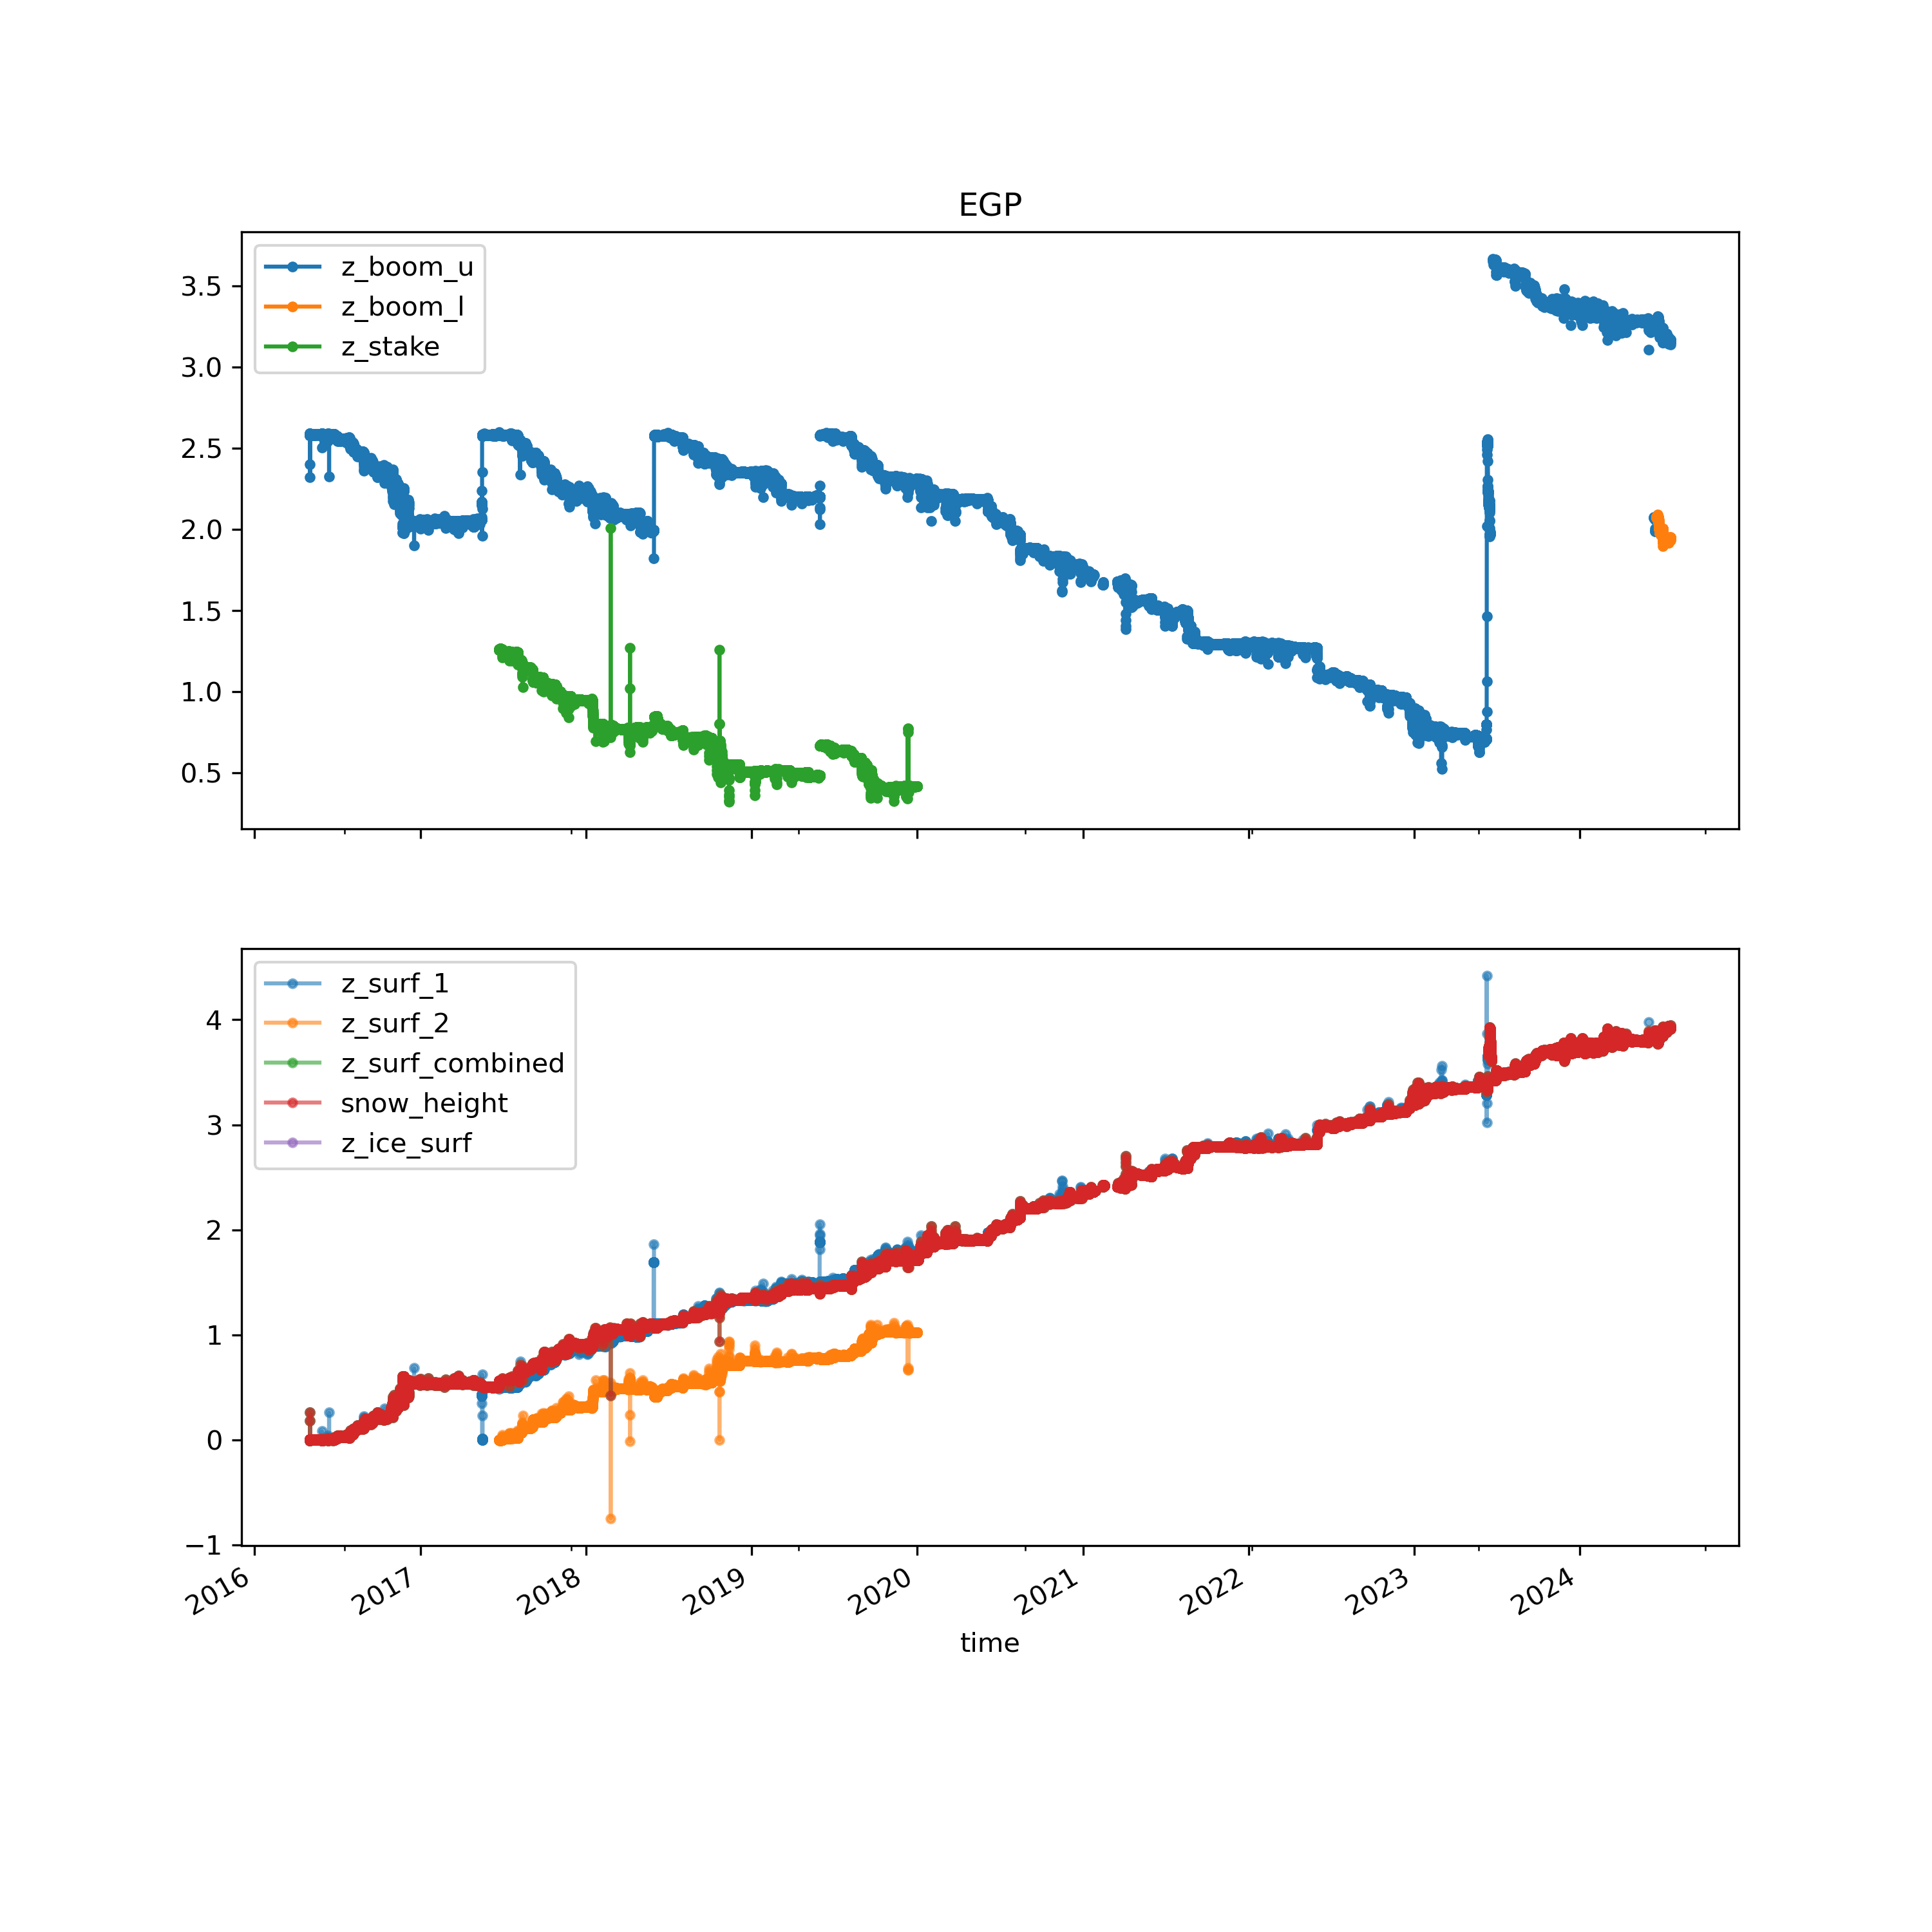 EGP
z_boom_u
z_boom_l
z_stake
3.5
3.0
2.5
2.0
1.5
1.0
0.5
z_surf_1
z_surf_2
z_surf_combined
snow_height
z_ice_surf
4
3
2
1
0
−1
2016 2017 2018 2019 2020 2021 2022 2023 2024
time